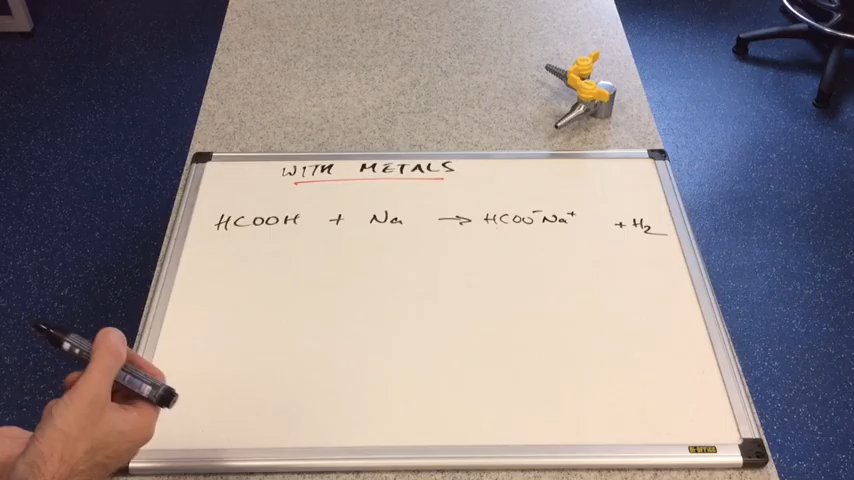 WITH METALS
HCOOH + Na → HCOO⁻Na⁺ + H₂